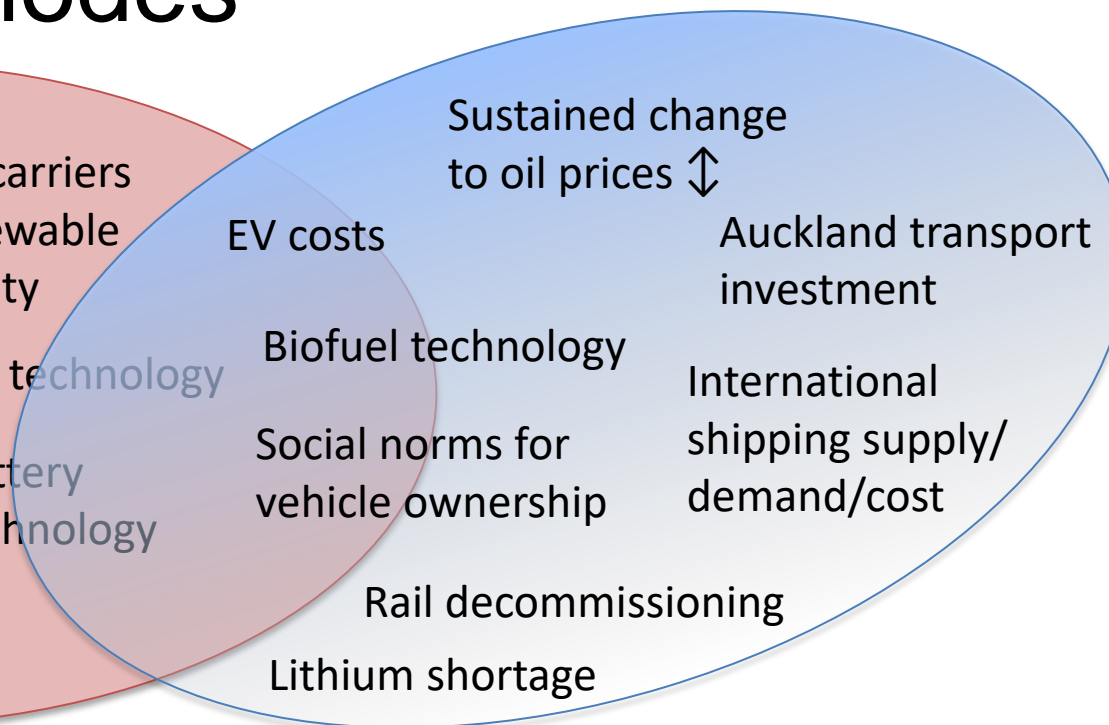 Sustained change
to oil prices ↕
carriers
EV costs
Auckland transport
investment
Biofuel technology
technology
International
shipping supply/
demand/cost
Social norms for
vehicle ownership
Rail decommissioning
Lithium shortage